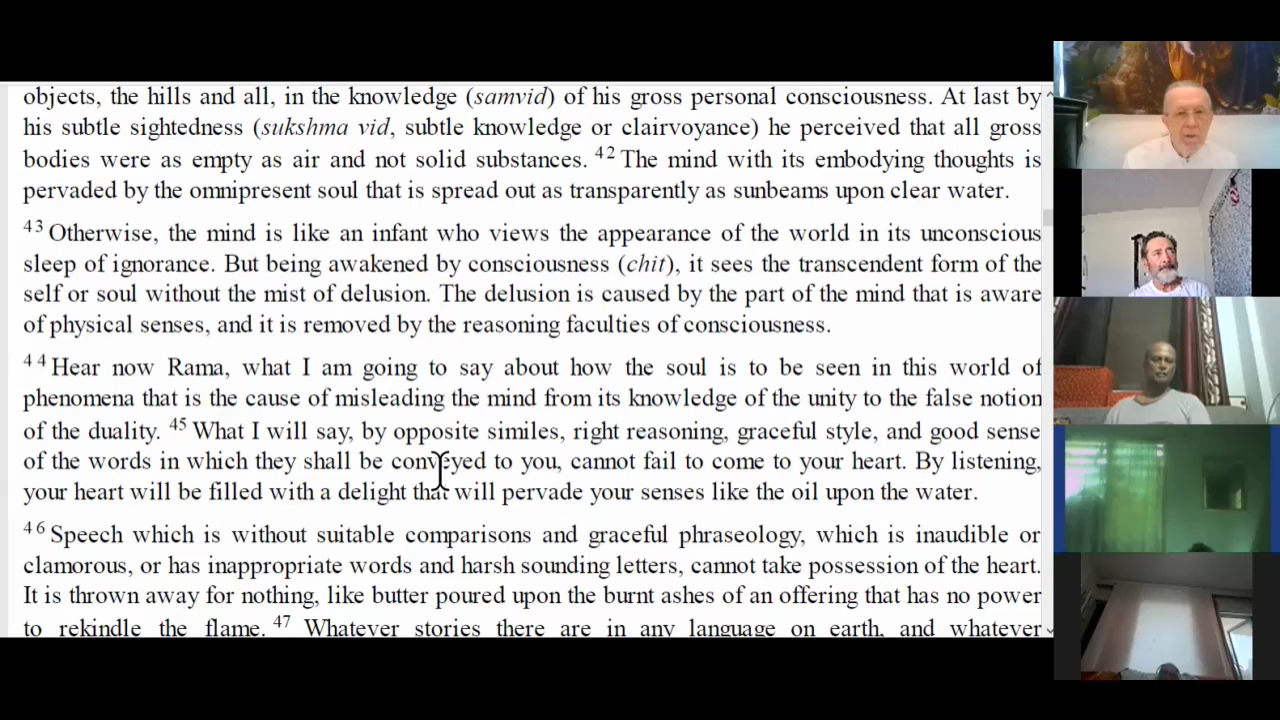 objects, the hills and all, in the knowledge (samvid) of his gross personal consciousness. At last by
his subtle sightedness (sukshma vid, subtle knowledge or clairvoyance) he perceived that all gross
bodies were as empty as air and not solid substances. 42 The mind with its embodying thoughts is
pervaded by the omnipresent soul that is spread out as transparently as sunbeams upon clear water.
43 Otherwise, the mind is like an infant who views the appearance of the world in its unconscious
sleep of ignorance. But being awakened by consciousness (chit), it sees the transcendent form of the
self or soul without the mist of delusion. The delusion is caused by the part of the mind that is aware
of physical senses, and it is removed by the reasoning faculties of consciousness.
44 Hear now Rama, what I am going to say about how the soul is to be seen in this world of
phenomena that is the cause of misleading the mind from its knowledge of the unity to the false notion
of the duality. 45 What I will say, by opposite similes, right reasoning, graceful style, and good sense
of the words in which they shall be conveyed to you, cannot fail to come to your heart. By listening,
your heart will be filled with a delight that will pervade your senses like the oil upon the water.
46 Speech which is without suitable comparisons and graceful phraseology, which is inaudible or
clamorous, or has inappropriate words and harsh sounding letters, cannot take possession of the heart.
It is thrown away for nothing, like butter poured upon the burnt ashes of an offering that has no power
to rekindle the flame. 47 Whatever stories there are in any language on earth, and whatever